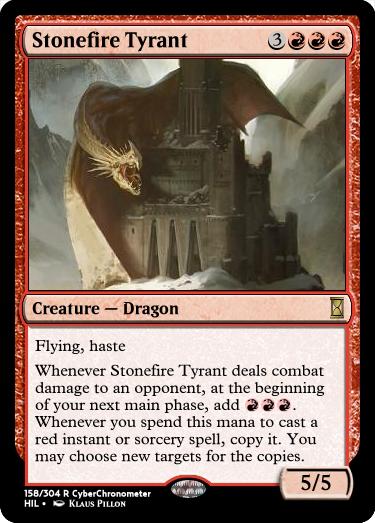 Stonefire Tyrant 3
Creature — Dragon
Flying, haste
Whenever Stonefire Tyrant deals combat
damage to an opponent, at the beginning
of your next main phase, add
Whenever you spend this mana to cast a
red instant or sorcery spell, copy it. You
may choose new targets for the copies.
5/5
158/304 R CyberChronometer
HIL • Klaus Pillon